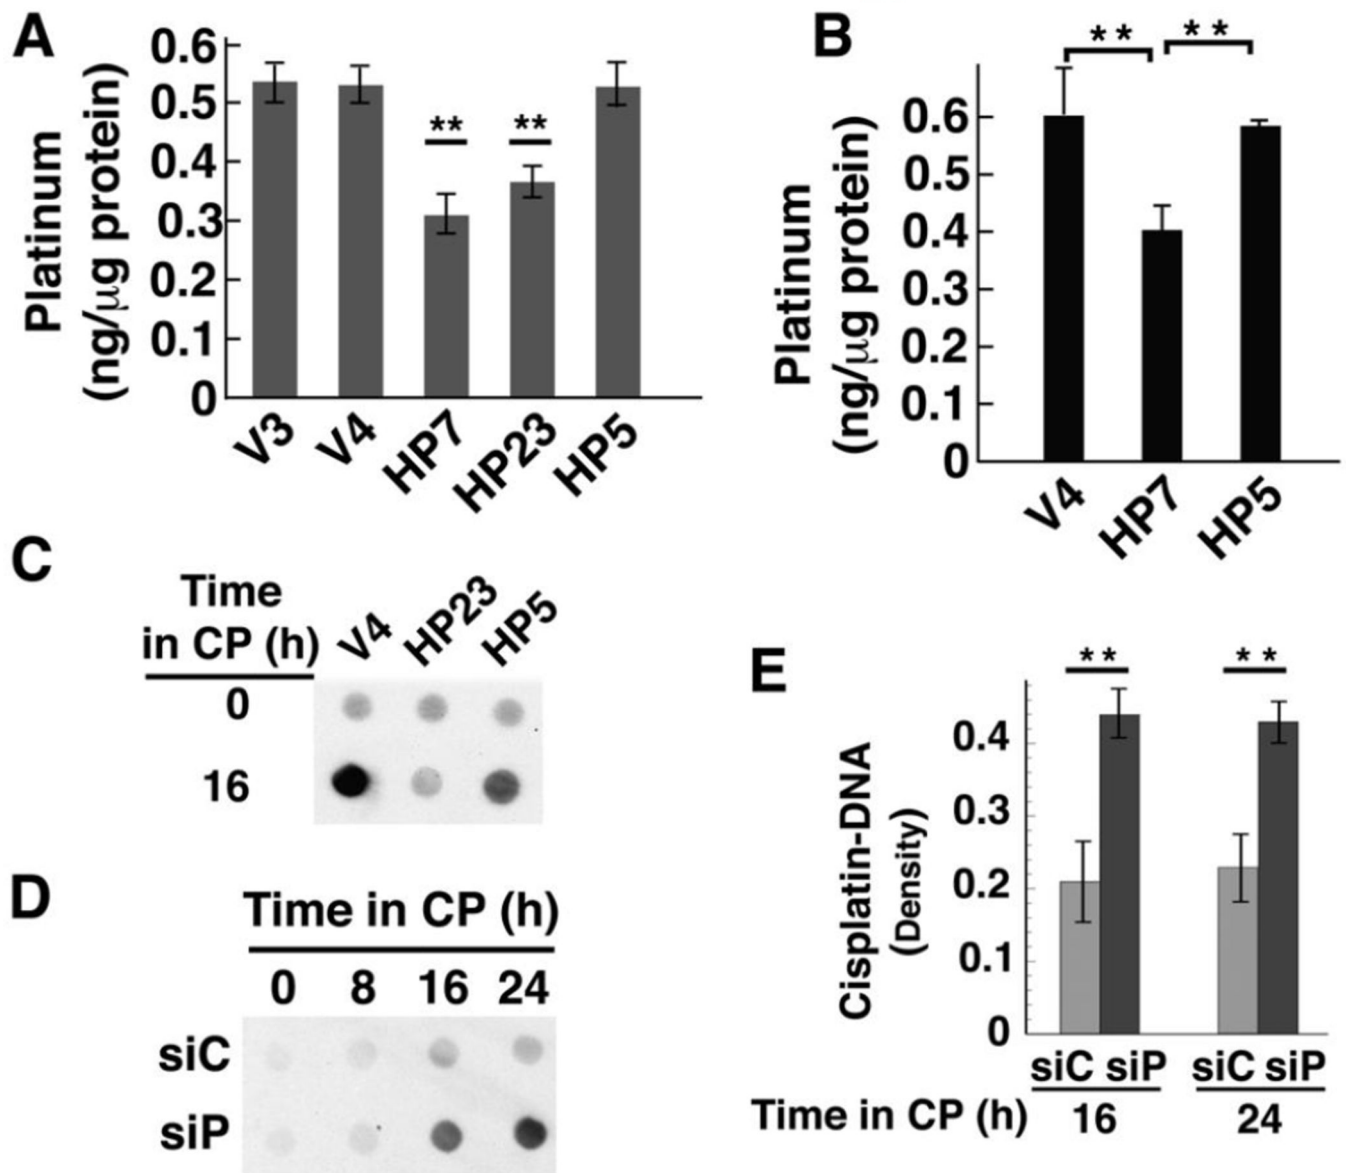 A
Platinum
(ng/µg protein)
0.6
0.5
0.4
0.3
0.2
0.1
0
**
**
V3
V4
HP7
HP23
HP5
B
Platinum
(ng/µg protein)
0.6
0.5
0.4
0.3
0.2
0.1
0
**
**
V4
HP7
HP5
C
Time
in CP (h)
V4
HP23
HP5
0
16
D
Time in CP (h)
0 8 16 24
siC
siP
E
Cisplatin-DNA
(Density)
0.4
0.3
0.2
0.1
0
**
**
siC siP siC siP
Time in CP (h) 16 24